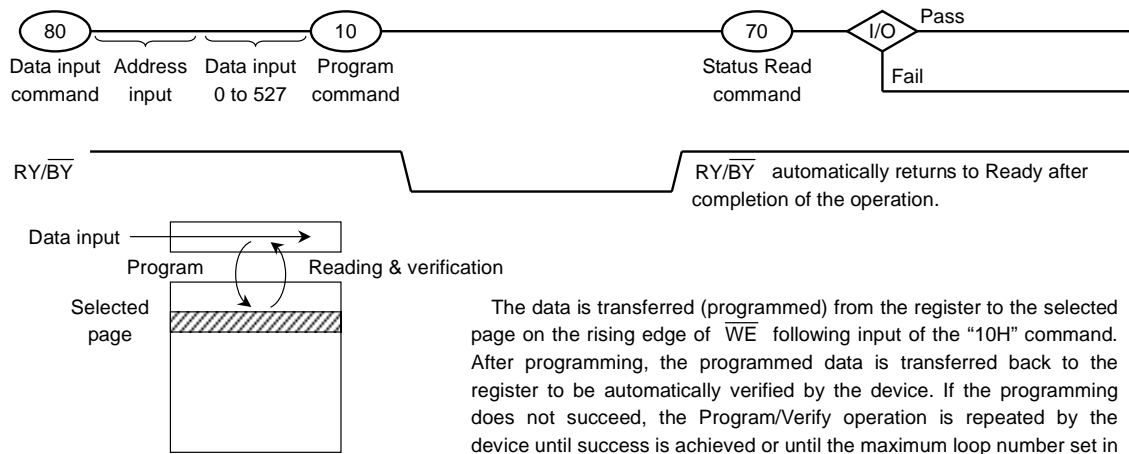 80 10 70 I/O Pass
Data input command
Address input
Data input 0 to 527
Program command
Status Read command
Fail
RY/BY
RY/BY automatically returns to Ready after
completion of the operation.
Data input
Program Reading & verification
Selected
page
The data is transferred (programmed) from the register to the selected
page on the rising edge of WE following input of the “10H” command.
After programming, the programmed data is transferred back to the
register to be automatically verified by the device. If the programming
does not succeed, the Program/Verify operation is repeated by the
device until success is achieved or until the maximum loop number set in